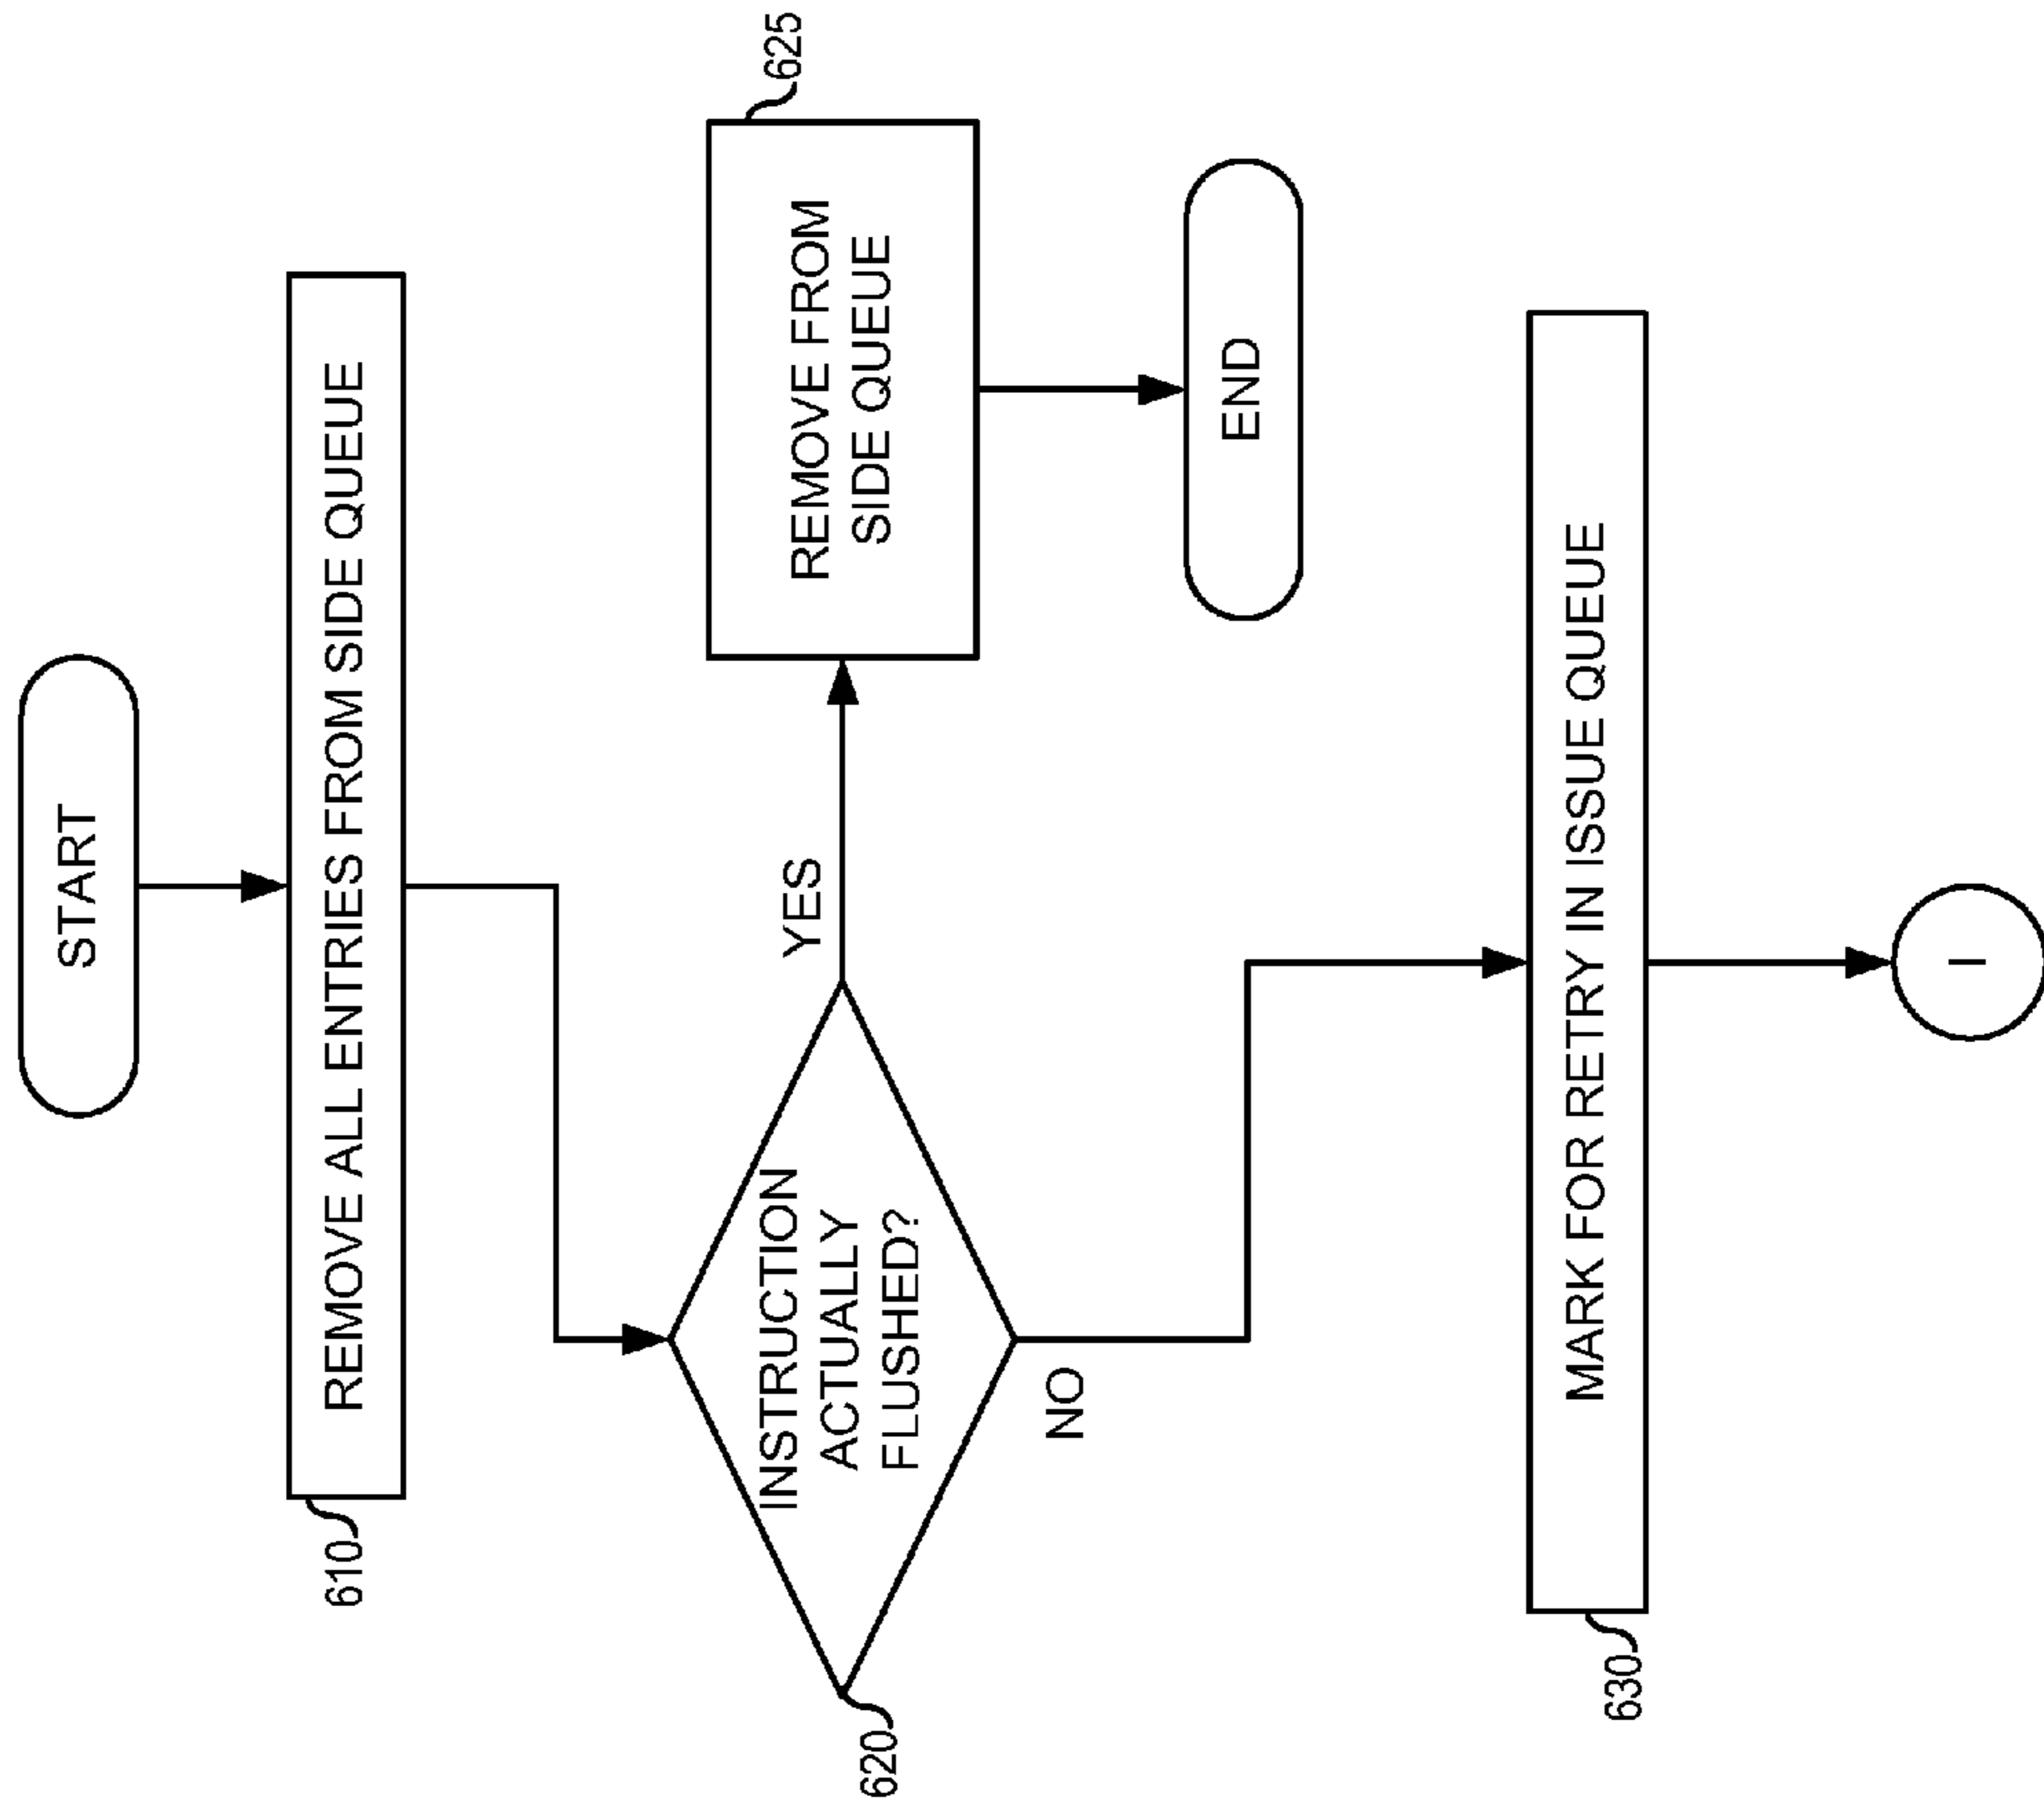 START
610
REMOVE ALL ENTRIES FROM SIDE QUEUE
620
INSTRUCTION
ACTUALLY
FLUSHED?
YES
REMOVE FROM
SIDE QUEUE
625
END
NO
630
MARK FOR RETRY IN ISSUE QUEUE
I